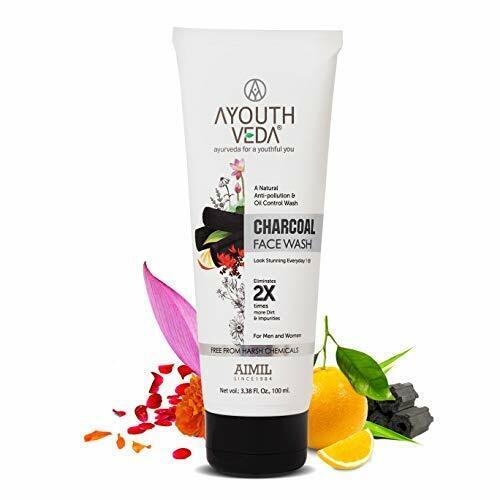 AYOUTH
VEDA®
ayurveda for a youthful you
A Natural
Anti-pollution &
Oil Control Wash
CHARCOAL
FACE WASH
Look Stunning Everyday !
Eliminates
2X
times
more Dirt
& Impurities
For Men and Women
FREE FROM HARSH CHEMICALS
AIMIL
SINCE 1984
Net vol.: 3.38 Fl. Oz., 100 ml.